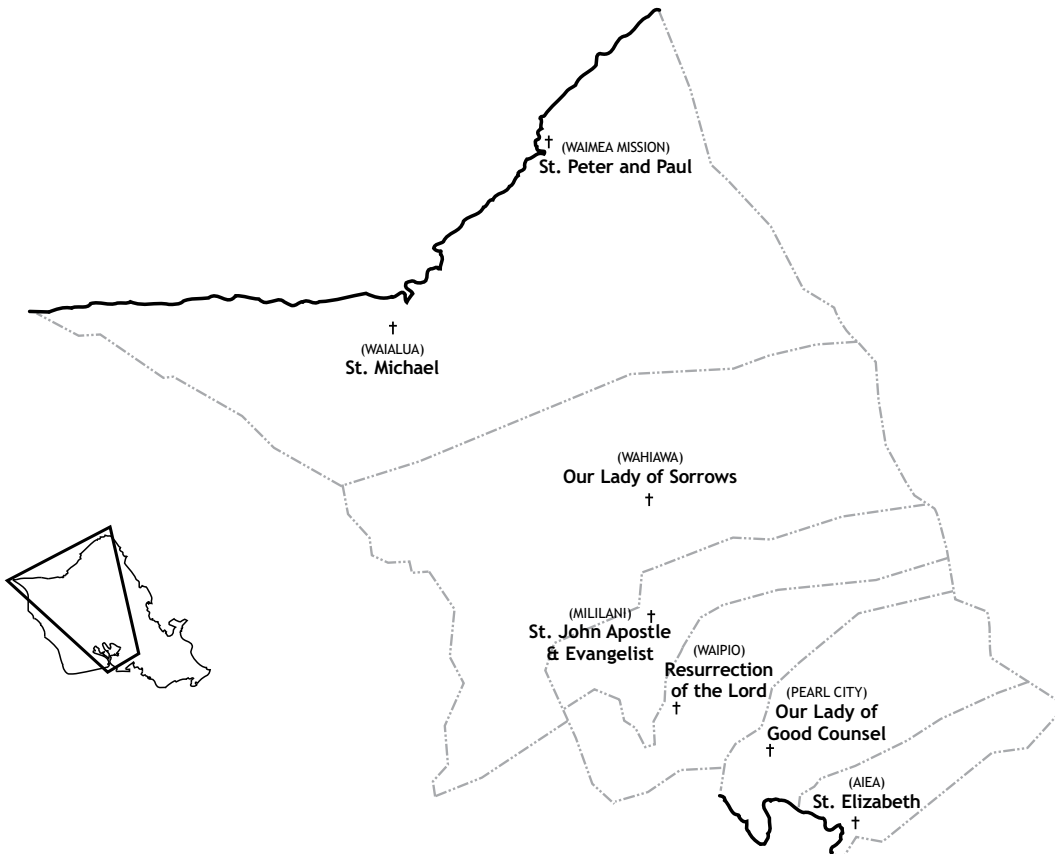 (WAIMEA MISSION)
St. Peter and Paul
(WAIALUA)
St. Michael
(WAHIAWA)
Our Lady of Sorrows
(MILILANI)
St. John Apostle
& Evangelist
(WAIPIO)
Resurrection
of the Lord
(PEARL CITY)
Our Lady of
Good Counsel
(AIEA)
St. Elizabeth